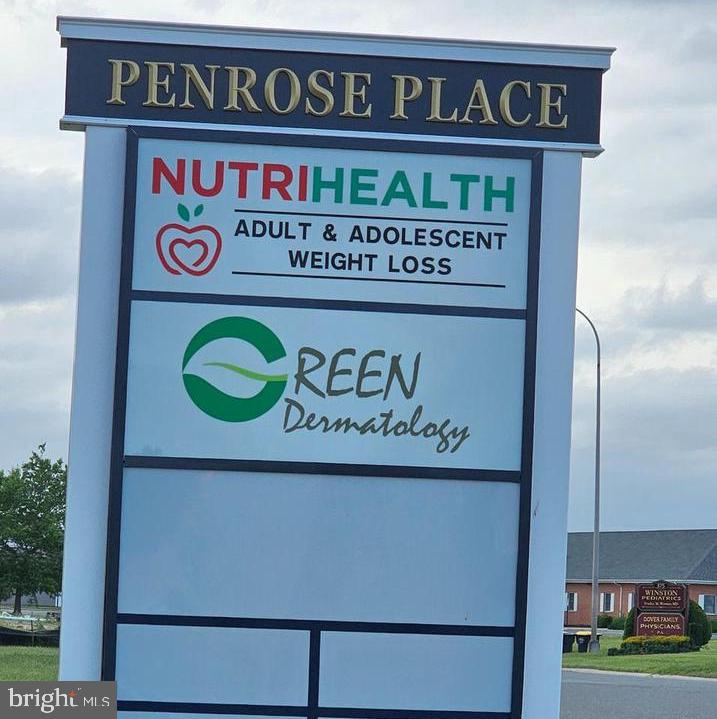 PENROSE PLACE
NUTRIHEALTH
ADULT & ADOLESCENT
WEIGHT LOSS
GREEN
Dermatology
WINSTON
PEDIATRICS
DOVER FAMILY
PHYSICIANS
P.A.
bright MLS